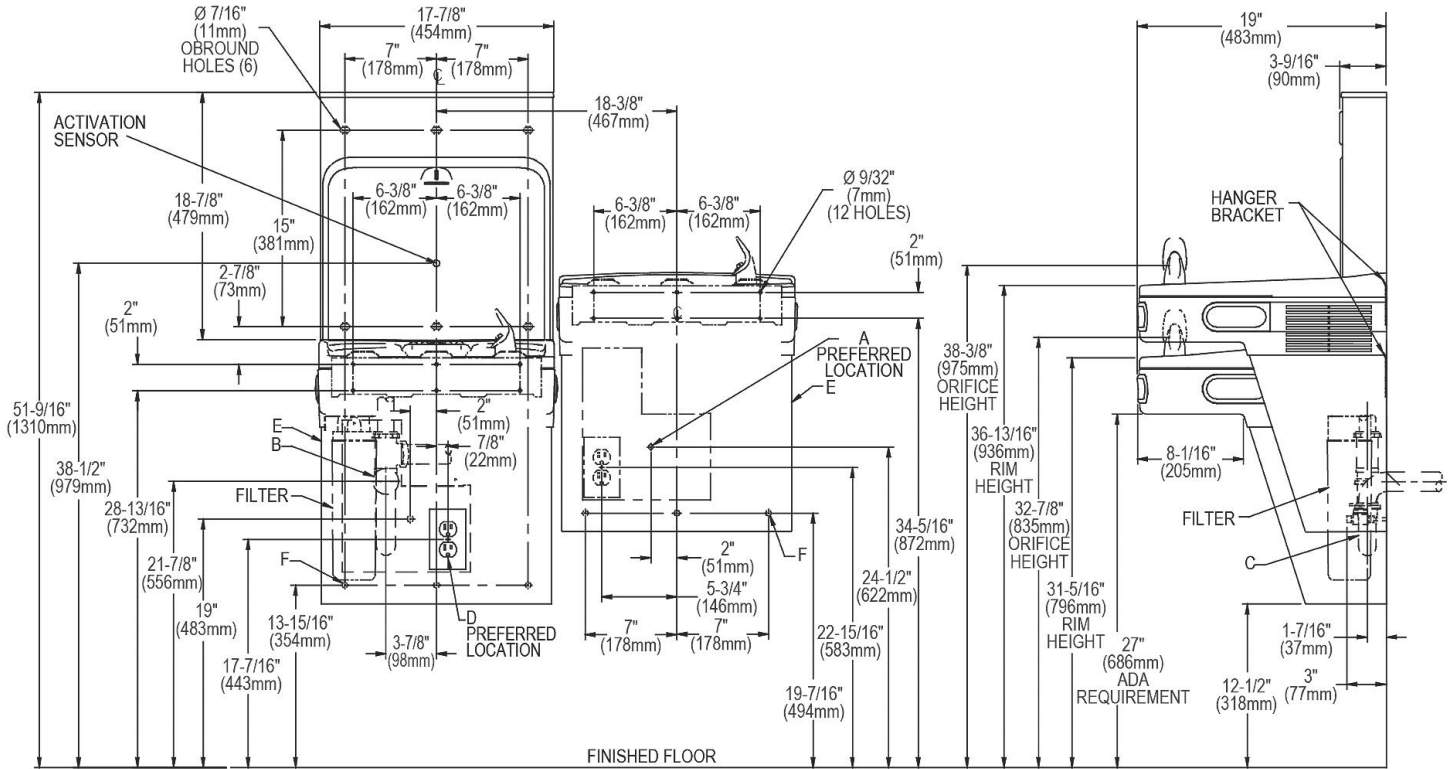 Ø 7/16"
(11mm)
OBROUND
HOLES (6)
17-7/8"
(454mm)
7"
(178mm)
7"
(178mm)
℄
18-3/8"
(467mm)
ACTIVATION
SENSOR
18-7/8"
(479mm)
15"
(381mm)
2-7/8"
(73mm)
2"
(51mm)
6-3/8"
(162mm)
6-3/8"
(162mm)
6-3/8"
(162mm)
6-3/8"
(162mm)
Ø 9/32"
(7mm)
(12 HOLES)
2"
(51mm)
A
PREFERRED
LOCATION
E
51-9/16"
(1310mm)
38-1/2"
(979mm)
28-13/16"
(732mm)
21-7/8"
(556mm)
19"
(483mm)
17-7/16"
(443mm)
13-15/16"
(354mm)
E
B
FILTER
F
2"
(51mm)
7/8"
(22mm)
3-7/8"
(98mm)
D
PREFERRED
LOCATION
2"
(51mm)
5-3/4"
(146mm)
7"
(178mm)
7"
(178mm)
F
34-5/16"
(872mm)
24-1/2"
(622mm)
22-15/16"
(583mm)
19-7/16"
(494mm)
FINISHED FLOOR
19"
(483mm)
3-9/16"
(90mm)
HANGER
BRACKET
38-3/8"
(975mm)
ORIFICE
HEIGHT
36-13/16"
(936mm)
RIM
HEIGHT
32-7/8"
(835mm)
ORIFICE
HEIGHT
31-5/16"
(796mm)
RIM
HEIGHT
27"
(686mm)
ADA
REQUIREMENT
8-1/16"
(205mm)
FILTER
C
12-1/2"
(318mm)
1-7/16"
(37mm)
3"
(77mm)